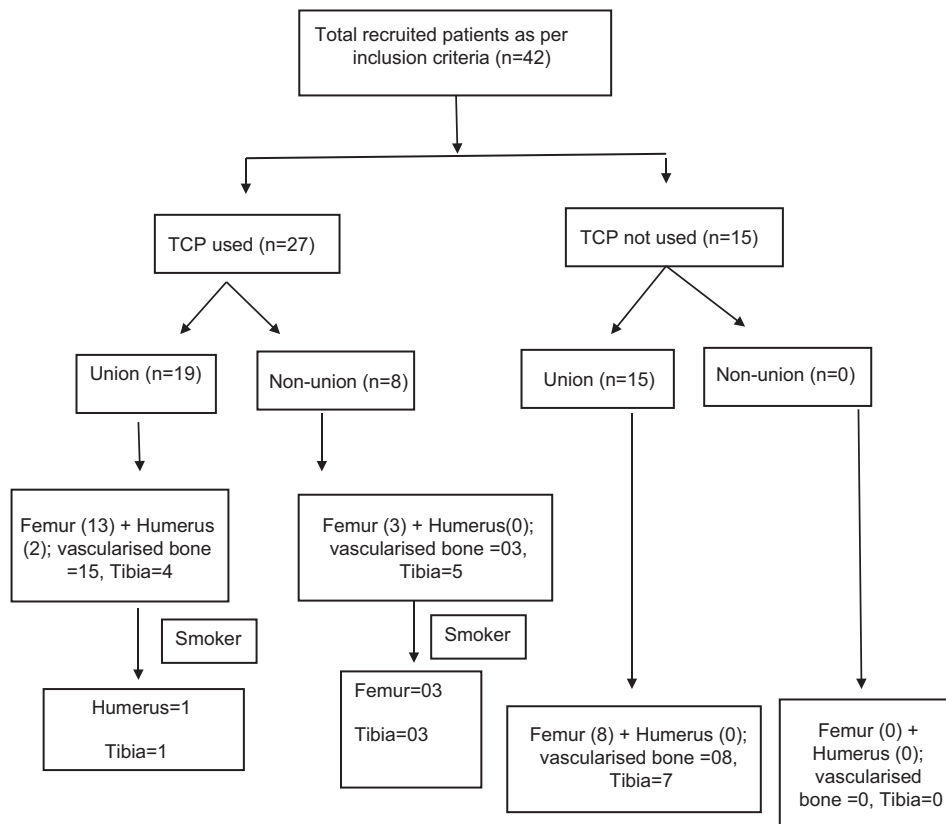 Total recruited patients as per
inclusion criteria (n=42)
TCP used (n=27)
TCP not used (n=15)
Union (n=19)
Non-union (n=8)
Union (n=15)
Non-union (n=0)
Femur (13) + Humerus
(2); vascularised bone
=15, Tibia=4
Femur (3) + Humerus(0);
vascularised bone =03,
Tibia=5
Smoker
Smoker
Humerus=1
Tibia=1
Femur=03
Tibia=03
Femur (8) + Humerus (0);
vascularised bone =08,
Tibia=7
Femur (0) +
Humerus (0);
vascularised
bone =0, Tibia=0